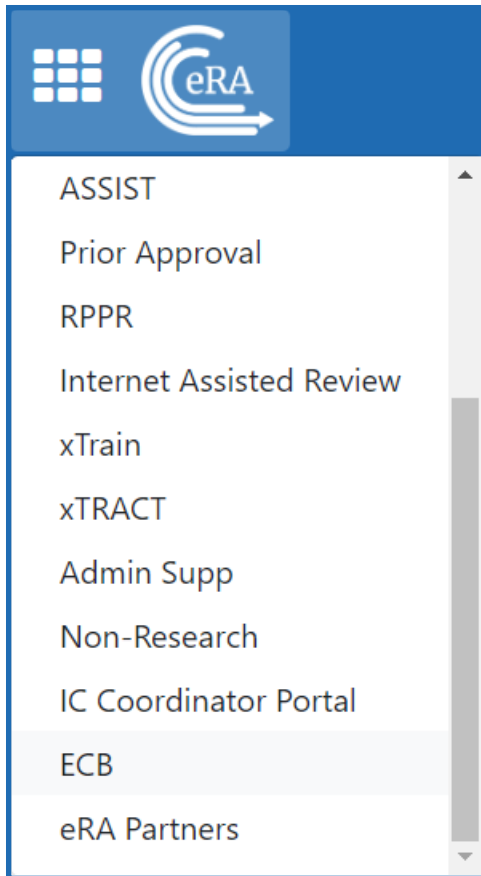 eRA
ASSIST
Prior Approval
RPPR
Internet Assisted Review
xTrain
xTRACT
Admin Supp
Non-Research
IC Coordinator Portal
ECB
eRA Partners